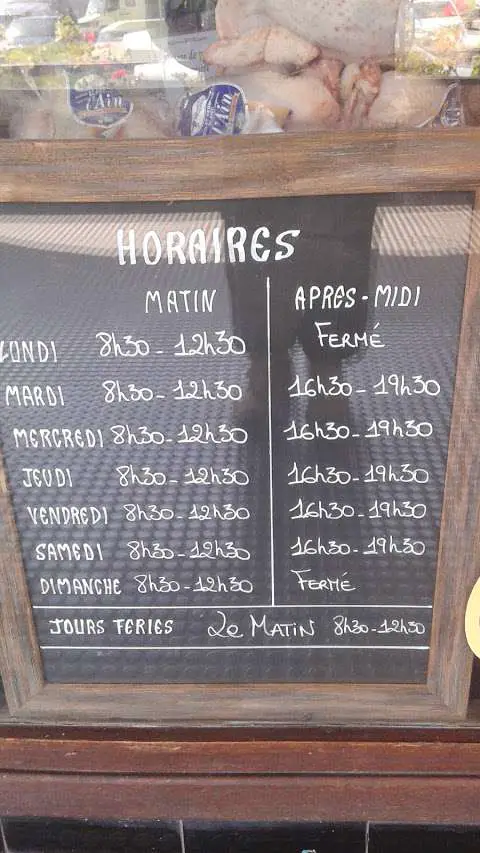 l'Ain
l'Ain
HORAIRES
MATIN APRES-MIDI
LUNDI 8h30-12h30 FERMÉ
MARDI 8h30-12h30 16h30-19h30
MERCREDI 8h30-12h30 16h30-19h30
JEUDI 8h30-12h30 16h30-19h30
VENDREDI 8h30-12h30 16h30-19h30
SAMEDI 8h30-12h30 16h30-19h30
DIMANCHE 8h30-12h30 FERMÉ
JOURS FERIES Le MATIN 8h30-12h30